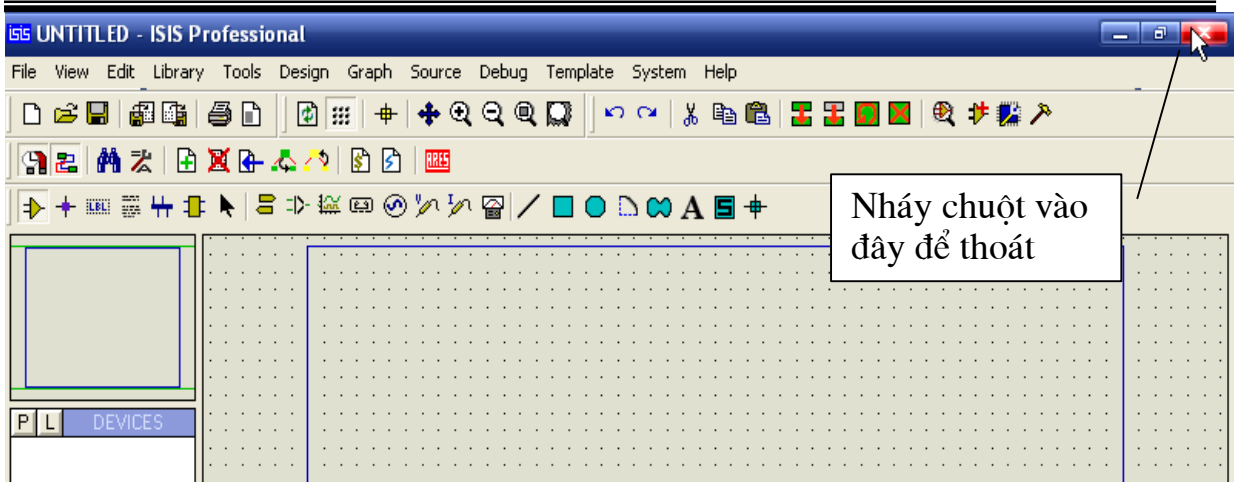 isis UNTITLED - ISIS Professional
File View Edit Library Tools Design Graph Source Debug Template System Help
ARES
LBL
A S
Nháy chuột vào
đây để thoát
P L DEVICES